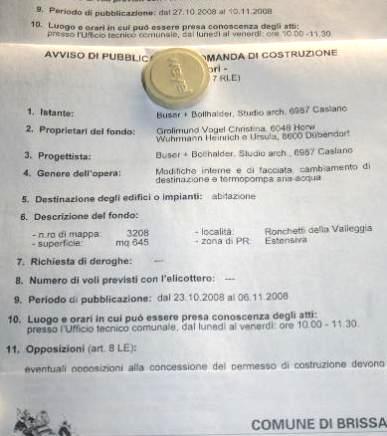 9. Periodo di pubblicazione: dal 27.10.2008 al 10.11.2008
10. Luogo e orari in cui può essere presa conoscenza degli atti:
presso l'Ufficio tecnico comunale, dal lunedì al venerdì: ore 10.00 -11.30.
AVVISO DI PUBBLIC OMANDA DI COSTRUZIONE
ori -
7 RLE)
1. Istante: Buser + Bollhalder, Studio arch. 6987 Caslano
2. Proprietari del fondo: Grolimund Vogel Christina, 6048 Horw
Wuhrmann Heinrich e Ursula, 8600 Dübendorf
3. Progettista: Buser + Bollhalder, Studio arch., 6987 Caslano
4. Genere dell'opera: Modifiche interne e di facciata, cambiamento di
destinazione e termopompa aria-acqua
5. Destinazione degli edifici o impianti: abitazione
6. Descrizione del fondo:
- n.ro di mappa: 3208 - località: Ronchetti della Valleggia
- superficie: mq 645 - zona di PR: Estensiva
7. Richiesta di deroghe: ---
8. Numero di voli previsti con l'elicottero: ---
9. Periodo di pubblicazione: dal 23.10.2008 al 06.11.2008
10. Luogo e orari in cui può essere presa conoscenza degli atti:
presso l'Ufficio tecnico comunale, dal lunedì al venerdì: ore 10.00 - 11.30.
11. Opposizioni (art. 8 LE):
eventuali opposizioni alla concessione del permesso di costruzione devono
COMUNE DI BRISSA